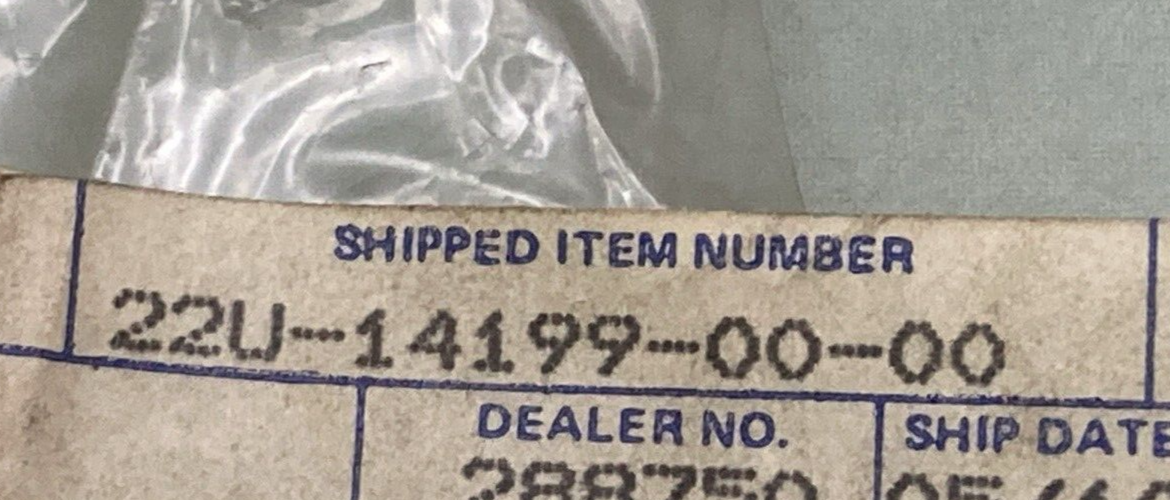 SHIPPED ITEM NUMBER
22U-14199-00-00
DEALER NO. SHIP DATE